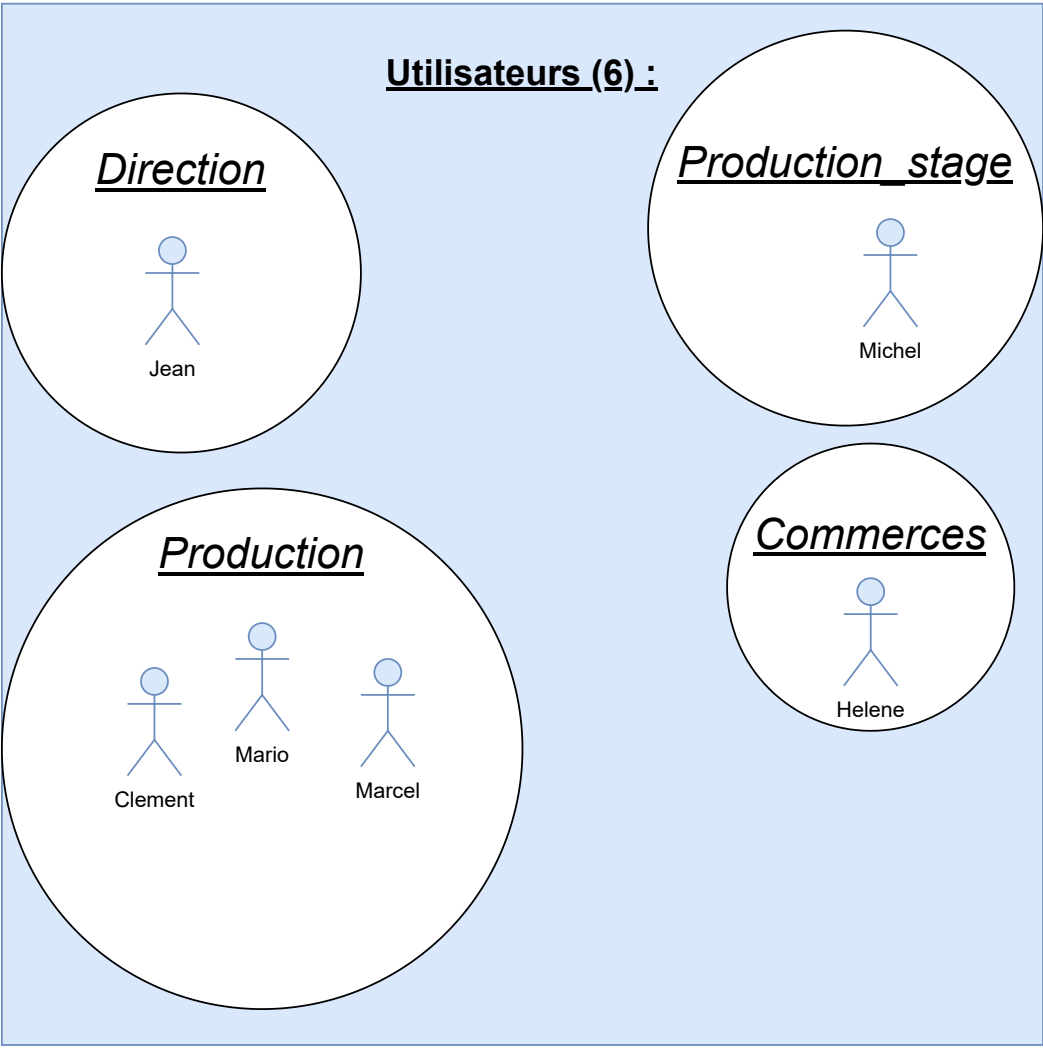 Utilisateurs (6) :
Direction
Jean
Production_stage
Michel
Production
Clement
Mario
Marcel
Commerces
Helene